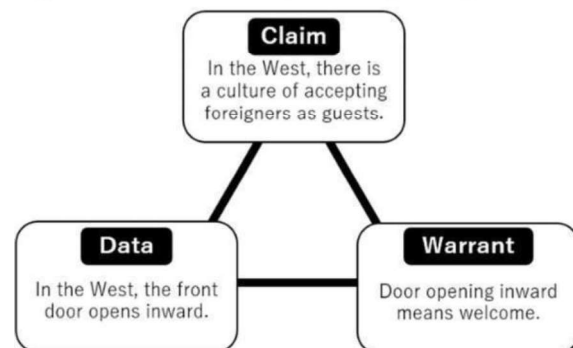 Claim
In the West, there is
a culture of accepting
foreigners as guests.
Data
In the West, the front
door opens inward.
Warrant
Door opening inward
means welcome.